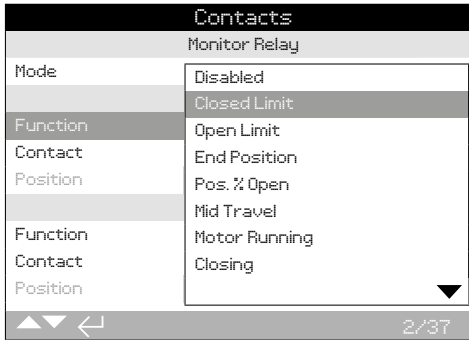 Contacts
Monitor Relay
Mode
Function
Contact
Position
Function
Contact
Position
Disabled
Closed Limit
Open Limit
End Position
Pos. % Open
Mid Travel
Motor Running
Closing
2/37